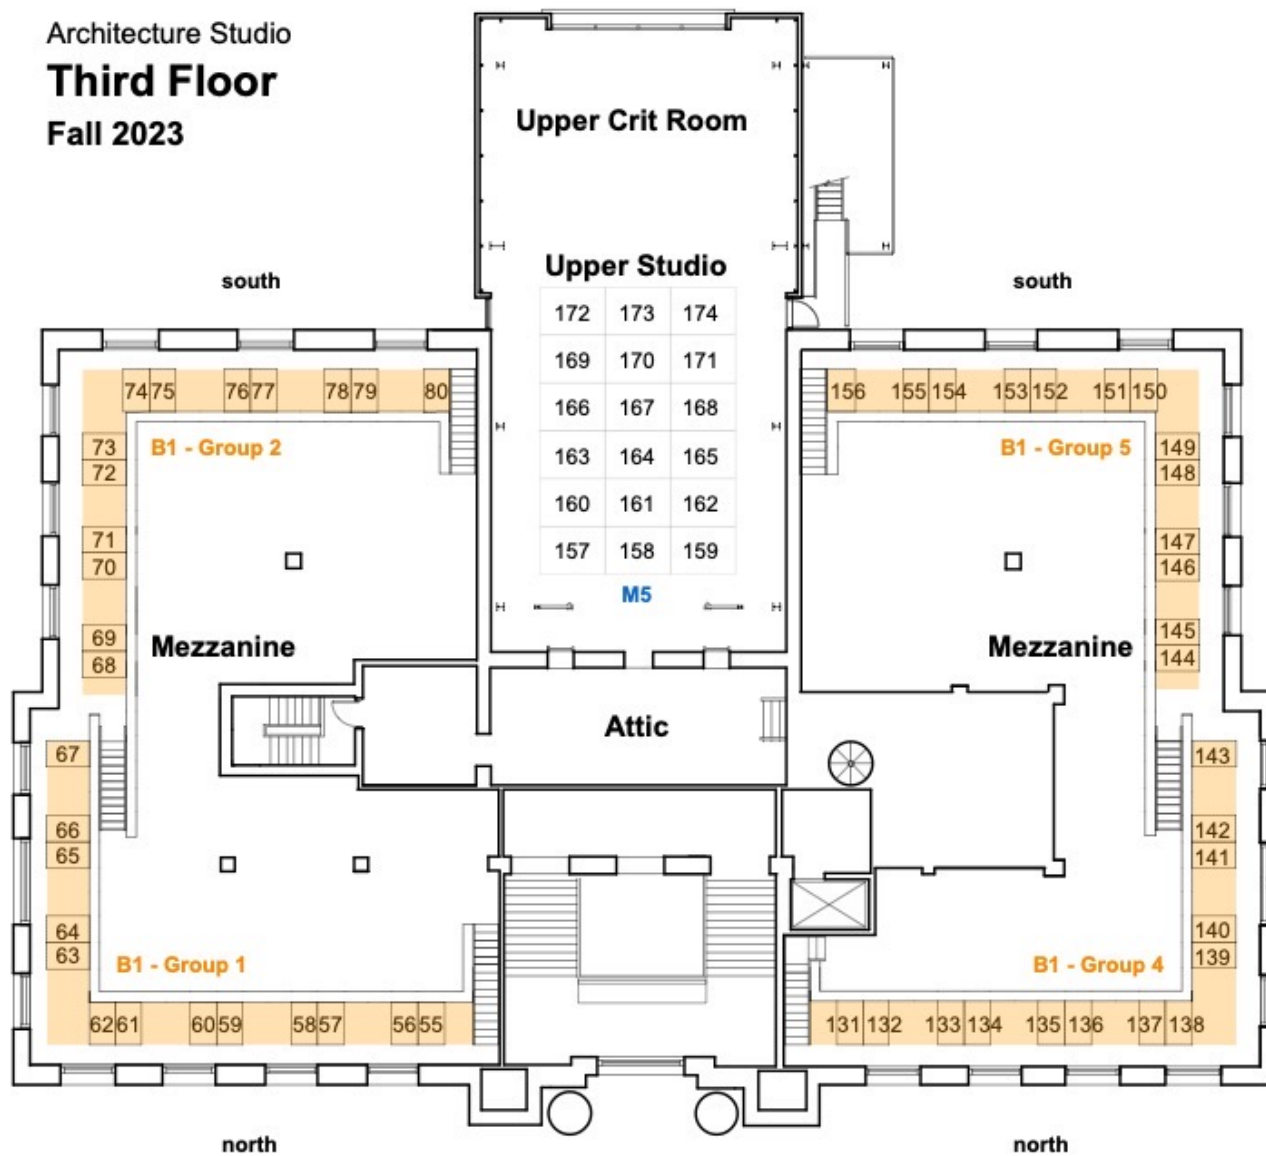 Architecture Studio
Third Floor
Fall 2023
Upper Crit Room
south
Upper Studio
south
172 173 174
169 170 171
166 167 168
163 164 165
160 161 162
157 158 159
M5
74 75 76 77 78 79 80
73
72
B1 - Group 2
71
70
69
68
Mezzanine
156 155 154 153 152 151 150
B1 - Group 5
149
148
147
146
145
144
Mezzanine
Attic
67
66
65
64
63
B1 - Group 1
62 61 60 59 58 57 56 55
143
142
141
140
139
B1 - Group 4
131 132 133 134 135 136 137 138
north
north